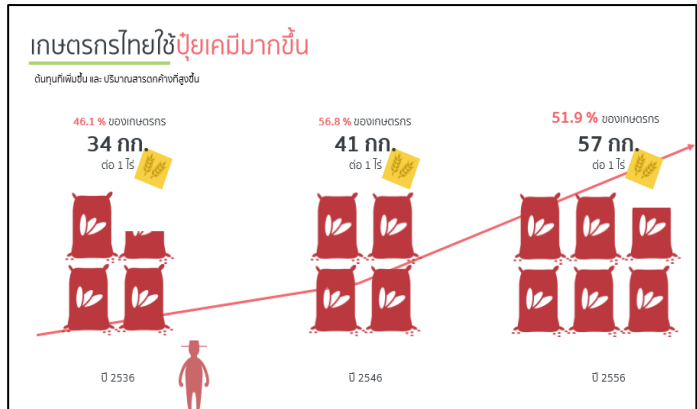 เกษตรกรไทยใช้ปุ๋ยเคมีมากขึ้น
ต้นทุนที่เพิ่มขึ้น และ ปริมาณสารตกค้างที่สูงขึ้น
46.1 % ของเกษตรกร
34 กก.
ต่อ 1 ไร่
56.8 % ของเกษตรกร
41 กก.
ต่อ 1 ไร่
51.9 % ของเกษตรกร
57 กก.
ต่อ 1 ไร่
ปี 2536
ปี 2546
ปี 2556